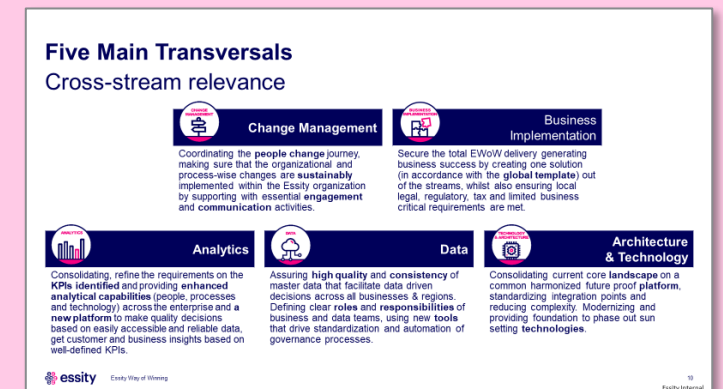 Five Main Transversals
Cross-stream relevance
CHANGE
MANAGEMENT
Change Management
Coordinating the people change journey,
making sure that the organizational and
process-wise changes are sustainably
implemented within the Essity organization
by supporting with essential engagement
and communication activities.
BUSINESS
IMPLEMENTATION
Business
Implementation
Secure the total EWoW delivery generating
business success by creating one solution
(in accordance with the global template) out
of the streams, whilst also ensuring local
legal, regulatory, tax and limited business
critical requirements are met.
ANALYTICS
Analytics
Consolidating, refine the requirements on the
KPIs identified and providing enhanced
analytical capabilities (people, processes
and technology) across the enterprise and a
new platform to make quality decisions
based on easily accessible and reliable data,
get customer and business insights based on
well-defined KPIs.
DATA
Data
Assuring high quality and consistency of
master data that facilitate data driven
decisions across all businesses & regions.
Defining clear roles and responsibilities of
business and data teams, using new tools
that drive standardization and automation of
governance processes.
TECHNOLOGY
& ARCHITECTURE
Architecture
& Technology
Consolidating current core landscape on a
common harmonized future proof platform,
standardizing integration points and
reducing complexity. Modernizing and
providing foundation to phase out sun
setting technologies.
essity
Essity Way of Winning
10
Essity Internal